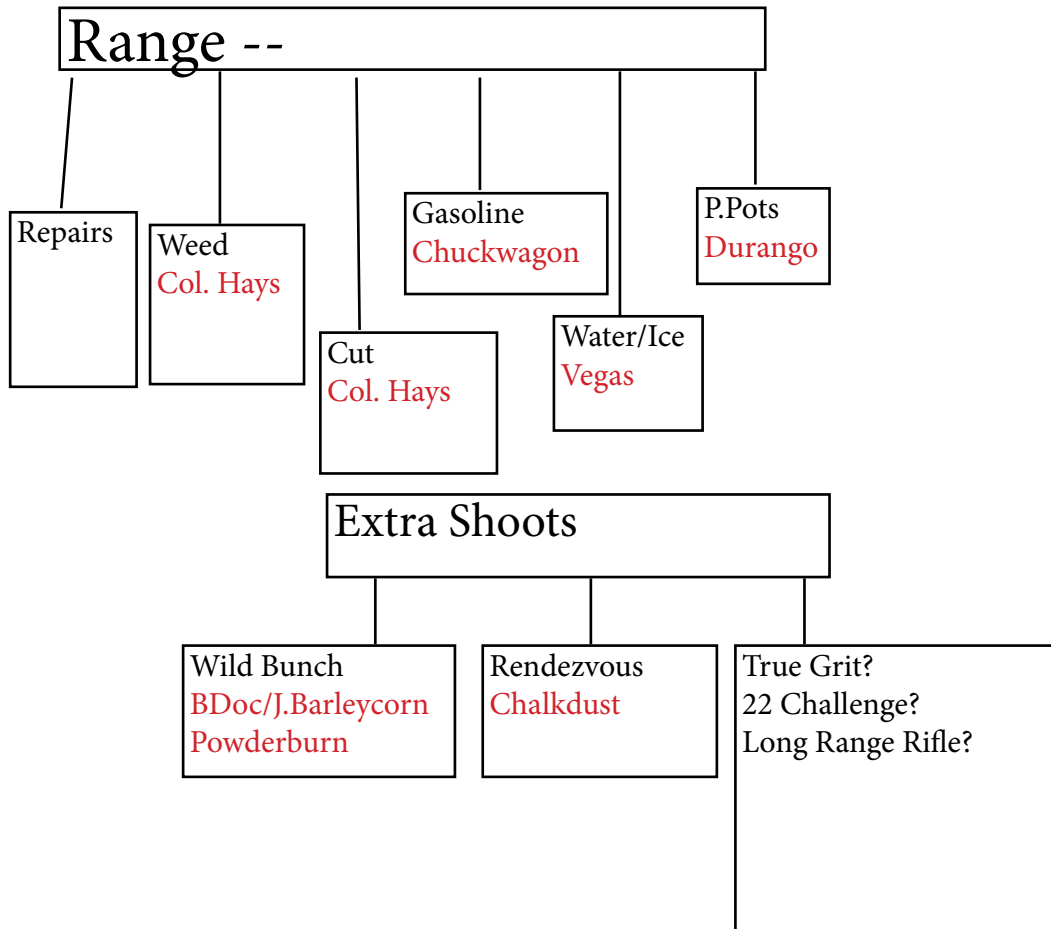 Range --
Repairs
Weed
Col. Hays
Cut
Col. Hays
Gasoline
Chuckwagon
Water/Ice
Vegas
P.Pots
Durango
Extra Shoots
Wild Bunch
BDoc/J.Barleycorn
Powderburn
Rendezvous
Chalkdust
True Grit?
22 Challenge?
Long Range Rifle?